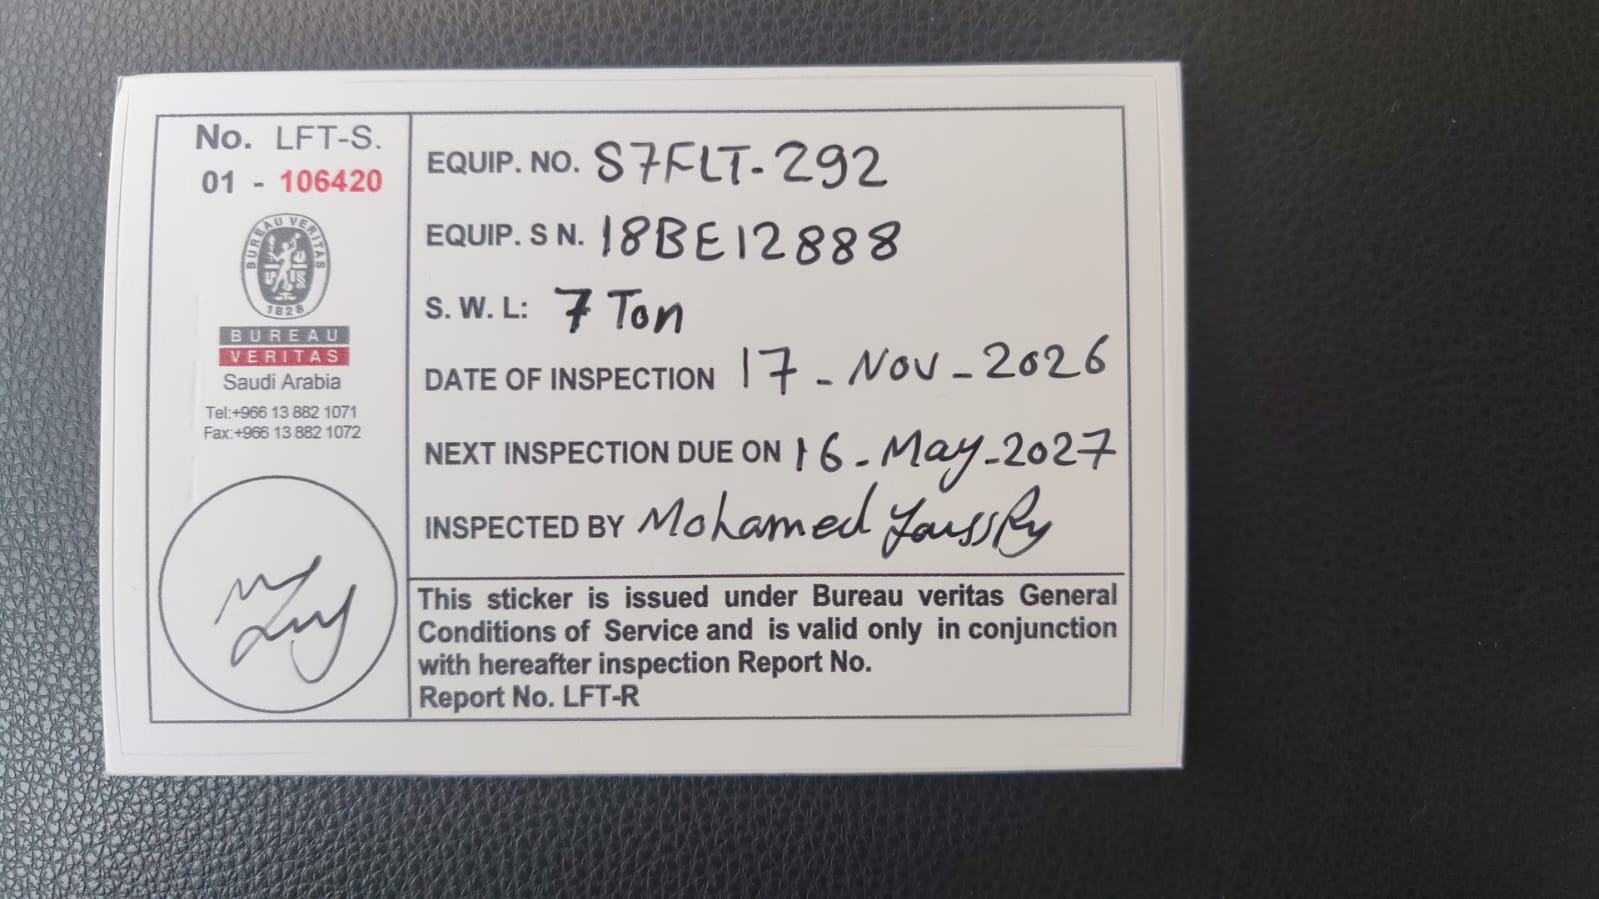 No. LFT-S.
01 - 106420
BUREAU VERITAS
1828
BUREAU
VERITAS
Saudi Arabia
Tel:+966 13 882 1071
Fax:+966 13 882 1072
EQUIP. NO. S7FLT-292
EQUIP. S N. 18BE12888
S. W. L: 7 Ton
DATE OF INSPECTION 17 - Nov - 2026
NEXT INSPECTION DUE ON 16 - May - 2027
INSPECTED BY Mohamed
This sticker is issued under Bureau veritas General
Conditions of Service and is valid only in conjunction
with hereafter inspection Report No.
Report No. LFT-R